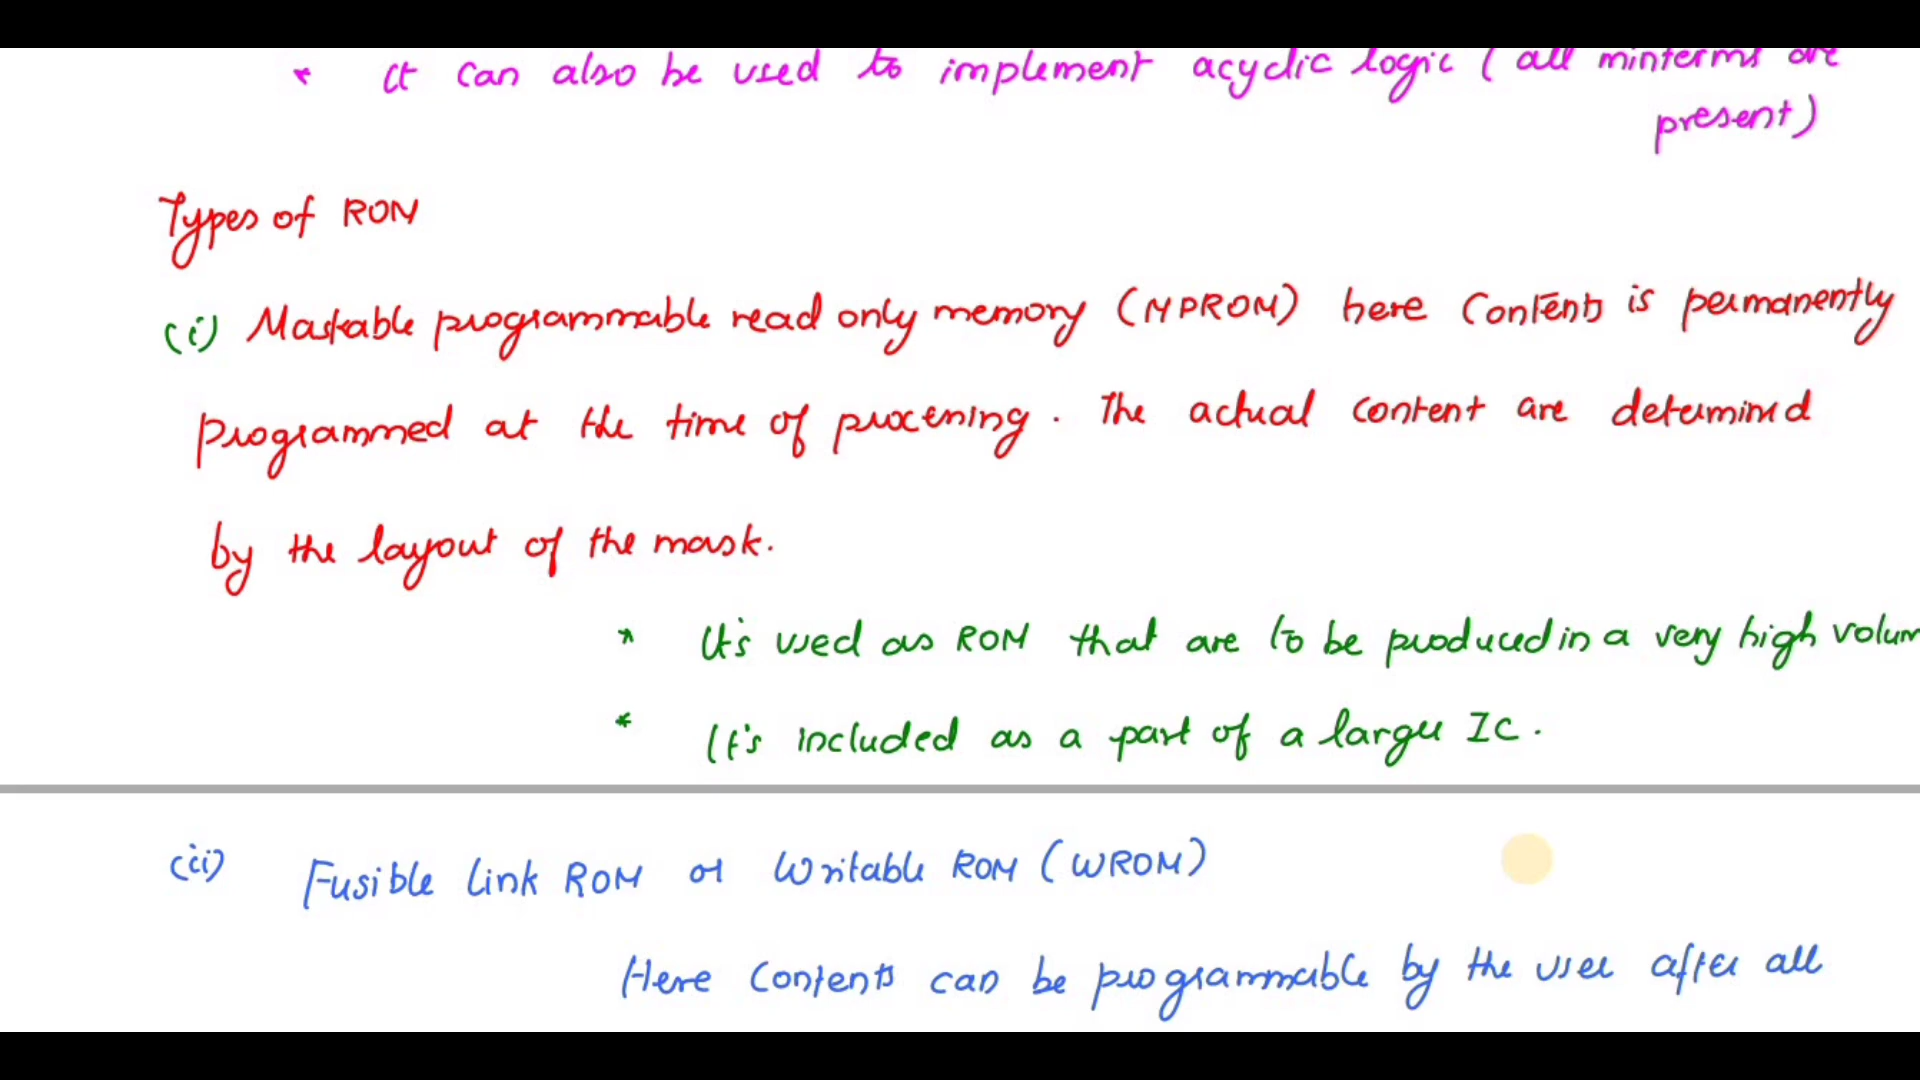 * It can also be used to implement acyclic logic ( all minterms are
present)
Types of ROM
(i) Maskable programmable read only memory (MPROM) here Contents is permanently
programmed at the time of processing. The actual content are determined
by the layout of the mask.
* It's used as ROM that are to be produced in a very high volum
* It's included as a part of a larger IC.
(ii) Fusible link ROM or Writable ROM (WROM)
Here Contents can be programmable by the user after all